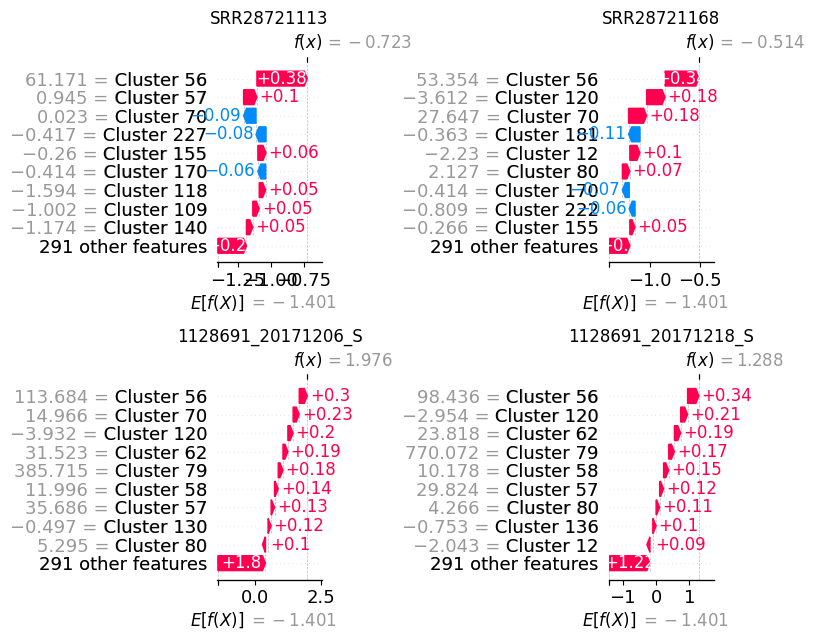 SRR28721113
f(x) = −0.723
61.171 = Cluster 56 +0.38
0.945 = Cluster 57 +0.1
0.023 = Cluster 70 −0.09
−0.417 = Cluster 227 −0.08
−0.26 = Cluster 155 +0.06
−0.414 = Cluster 170 −0.06
−1.594 = Cluster 118 +0.05
−1.002 = Cluster 109 +0.05
−1.174 = Cluster 140 +0.05
291 other features
−1.25 −1.00 −0.75
E[f(X)] = −1.401
SRR28721168
f(x) = −0.514
53.354 = Cluster 56
−3.612 = Cluster 120 +0.18
27.647 = Cluster 70 +0.18
−0.363 = Cluster 181 −0.11
−2.23 = Cluster 12 +0.1
2.127 = Cluster 80 +0.07
−0.414 = Cluster 170 −0.07
−0.809 = Cluster 222 −0.06
−0.266 = Cluster 155 +0.05
291 other features
−1.0 −0.5
E[f(X)] = −1.401
1128691_20171206_S
f(x) = 1.976
113.684 = Cluster 56 +0.3
14.966 = Cluster 70 +0.23
−3.932 = Cluster 120 +0.2
31.523 = Cluster 62 +0.19
385.715 = Cluster 79 +0.18
11.996 = Cluster 58 +0.14
35.686 = Cluster 57 +0.13
−0.497 = Cluster 130 +0.12
5.295 = Cluster 80 +0.1
291 other features +1.8
0.0 2.5
E[f(X)] = −1.401
1128691_20171218_S
f(x) = 1.288
98.436 = Cluster 56 +0.34
−2.954 = Cluster 120 +0.21
23.818 = Cluster 62 +0.19
770.072 = Cluster 79 +0.17
10.178 = Cluster 58 +0.15
29.824 = Cluster 57 +0.12
4.266 = Cluster 80 +0.11
−0.753 = Cluster 136 +0.1
−2.043 = Cluster 12 +0.09
291 other features +1.22
−1 0 1
E[f(X)] = −1.401